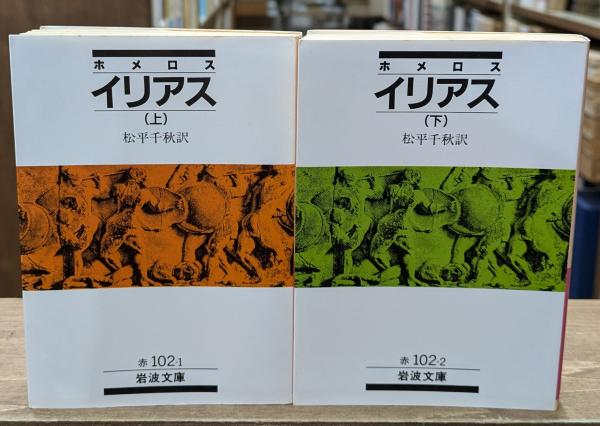 ホメロス
イリアス
(上)
松平千秋訳
赤 102-1
岩波文庫
ホメロス
イリアス
(下)
松平千秋訳
赤 102-2
岩波文庫